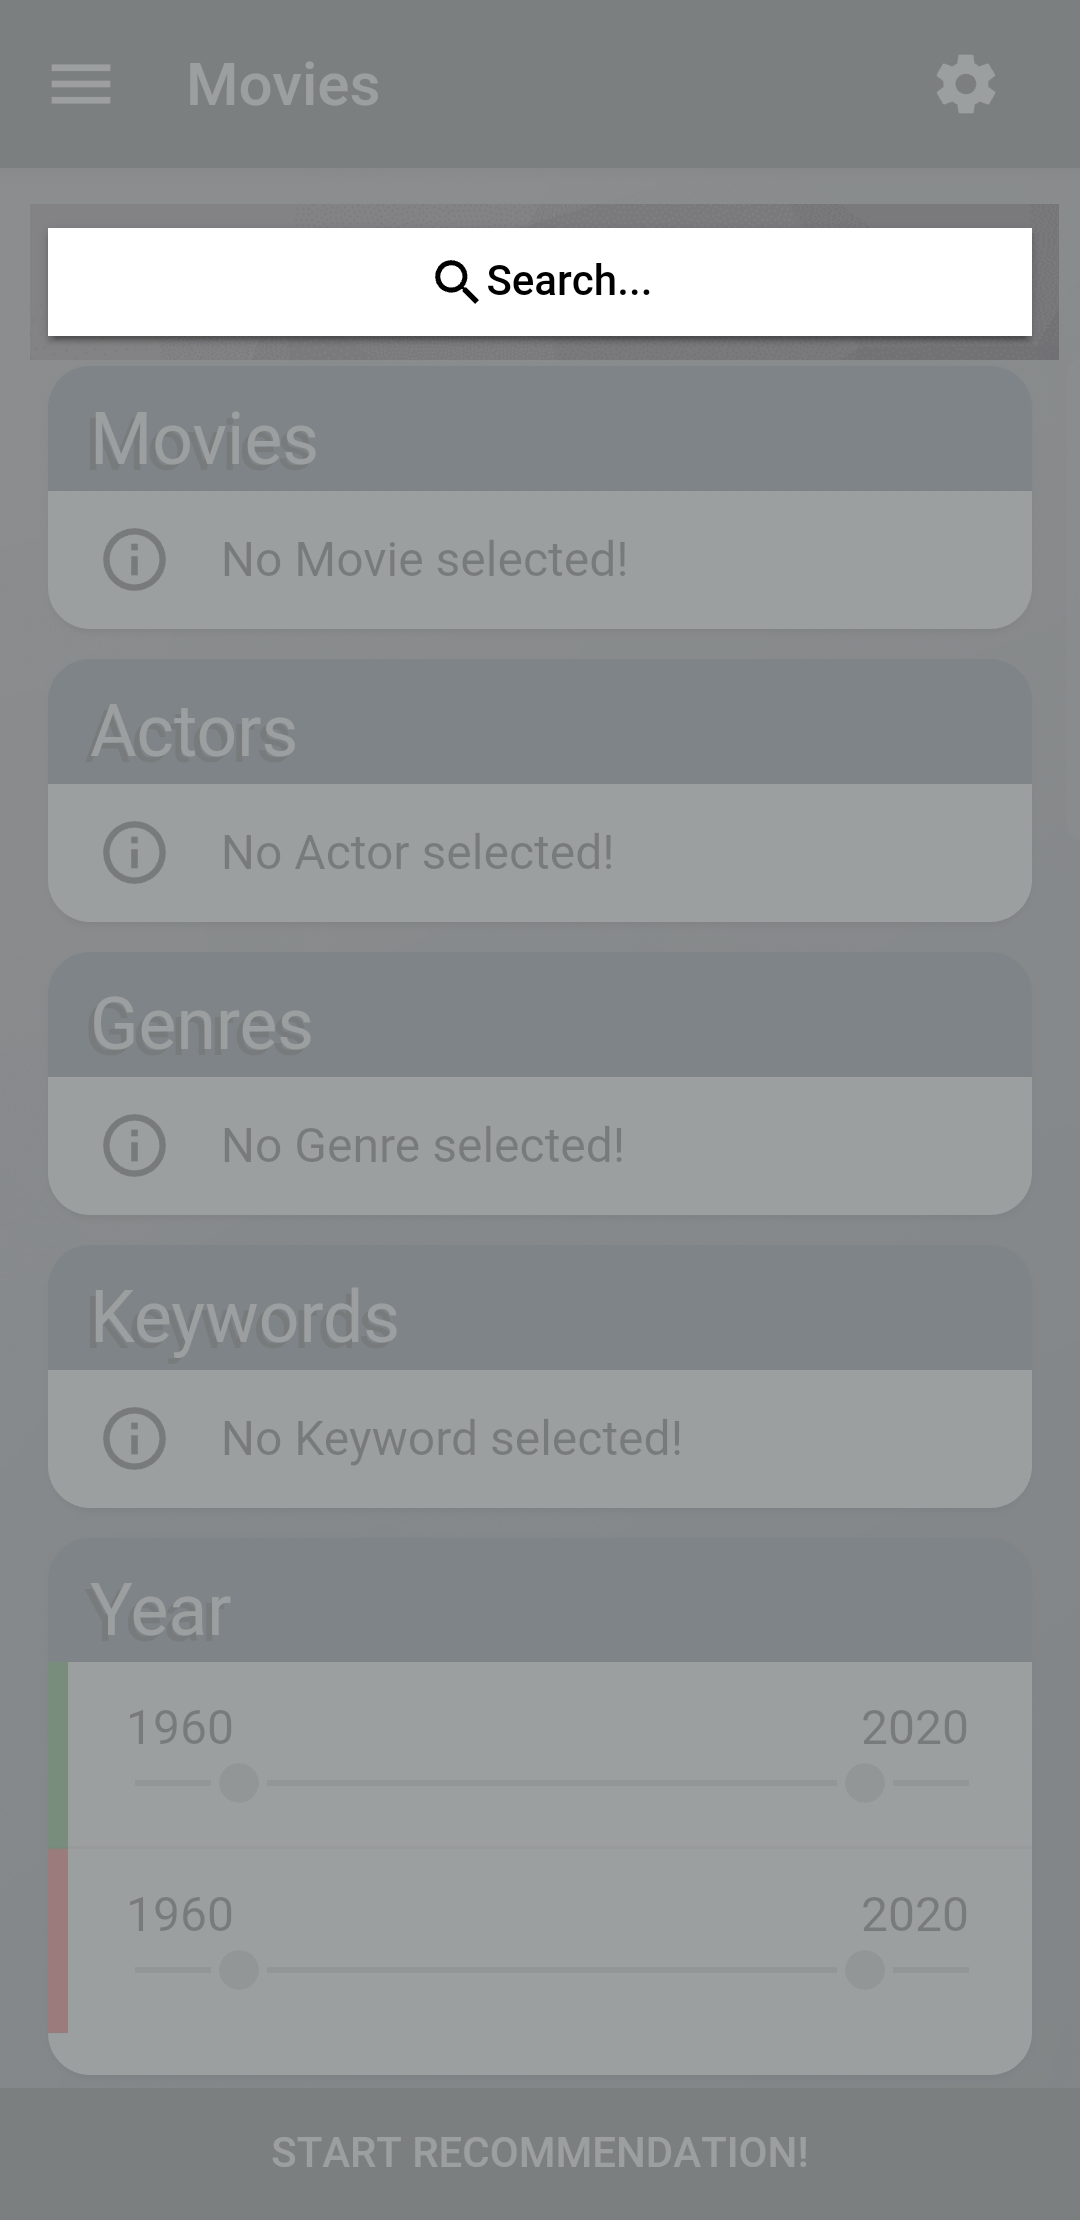 Movies
Search...
Movies
No Movie selected!
Actors
No Actor selected!
Genres
No Genre selected!
Keywords
No Keyword selected!
Year
1960 2020
1960 2020
START RECOMMENDATION!